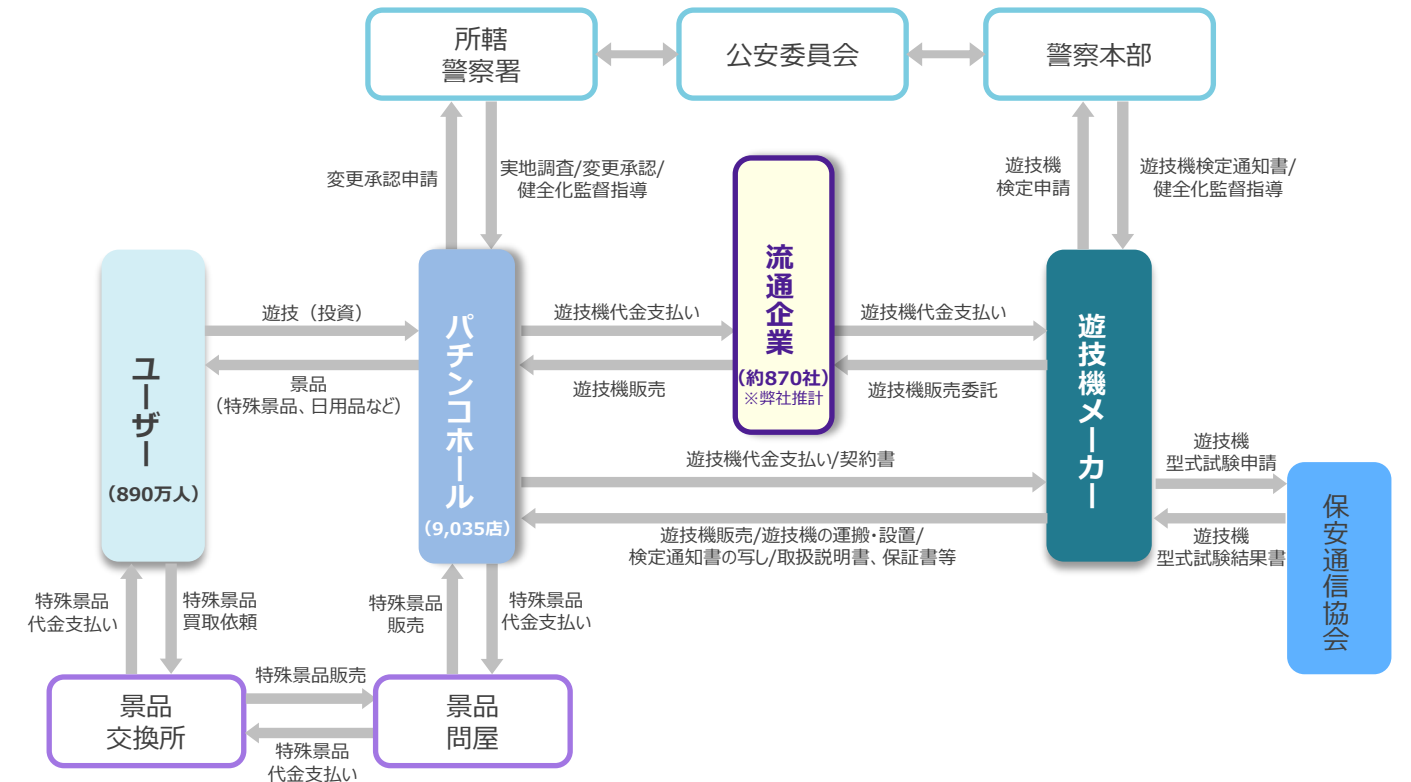 所轄
警察署
公安委員会
警察本部
変更承認申請
実地調査/変更承認/
健全化監督指導
遊技機
検定申請
遊技機検定通知書/
健全化監督指導
ユーザー
(890万人)
遊技（投資）
景品
(特殊景品、日用品など)
パチンコホール
(9,035店)
遊技機代金支払い
遊技機販売
流通企業
(約870社)
※弊社推計
遊技機代金支払い
遊技機販売委託
遊技機メーカー
遊技機代金支払い/契約書
遊技機販売/遊技機の運搬・設置/
検定通知書の写し/取扱説明書、保証書等
遊技機
型式試験申請
遊技機
型式試験結果書
保安通信協会
特殊景品
代金支払い
特殊景品
買取依頼
特殊景品
販売
特殊景品
代金支払い
景品
交換所
特殊景品販売
特殊景品
代金支払い
景品
問屋